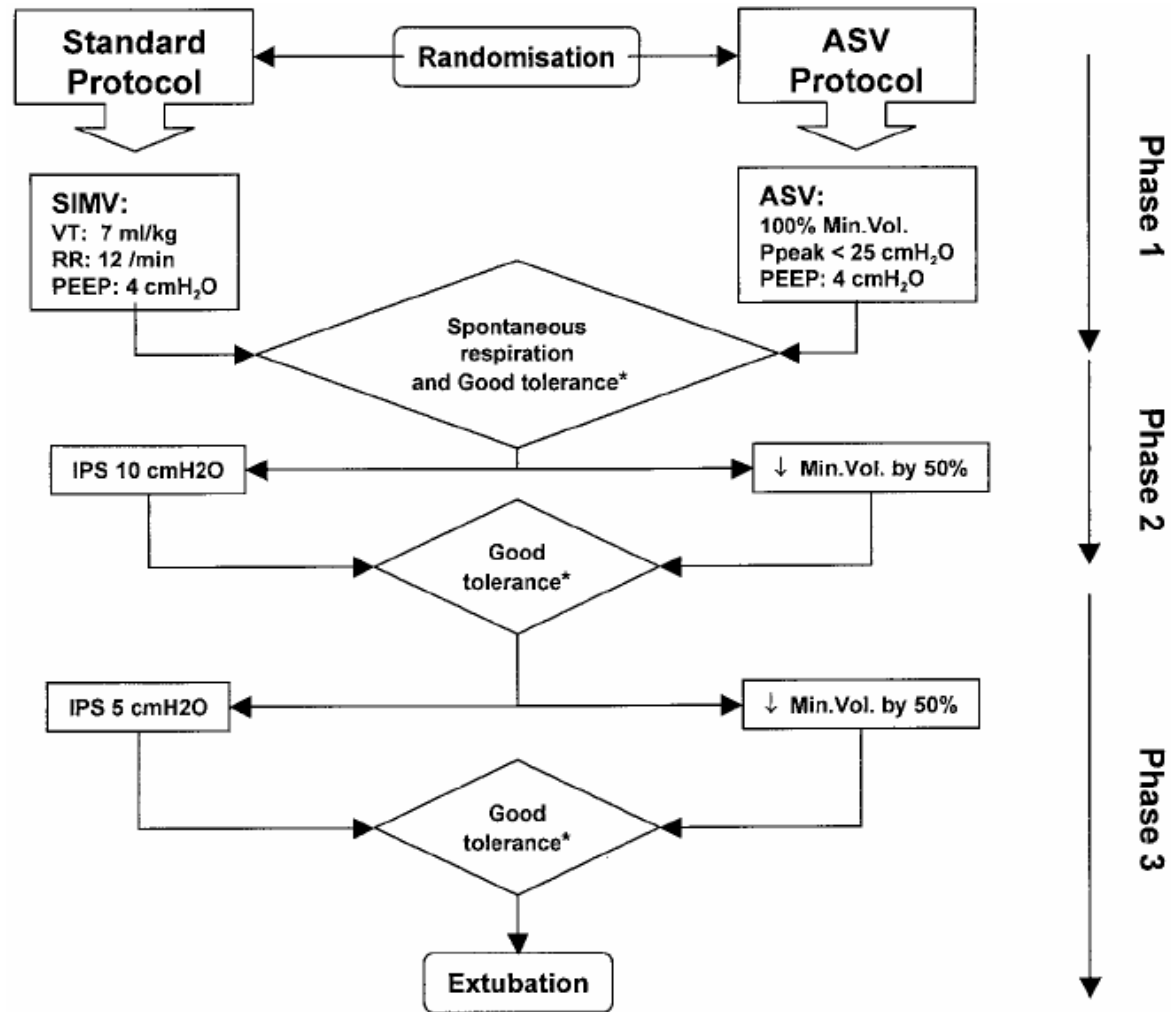 Standard
Protocol
Randomisation
ASV
Protocol
SIMV:
VT: 7 ml/kg
RR: 12 /min
PEEP: 4 cmH₂O
ASV:
100% Min.Vol.
Ppeak < 25 cmH₂O
PEEP: 4 cmH₂O
Phase 1
Spontaneous
respiration
and Good tolerance*
IPS 10 cmH2O
↓ Min.Vol. by 50%
Phase 2
Good
tolerance*
IPS 5 cmH2O
↓ Min.Vol. by 50%
Phase 3
Good
tolerance*
Extubation